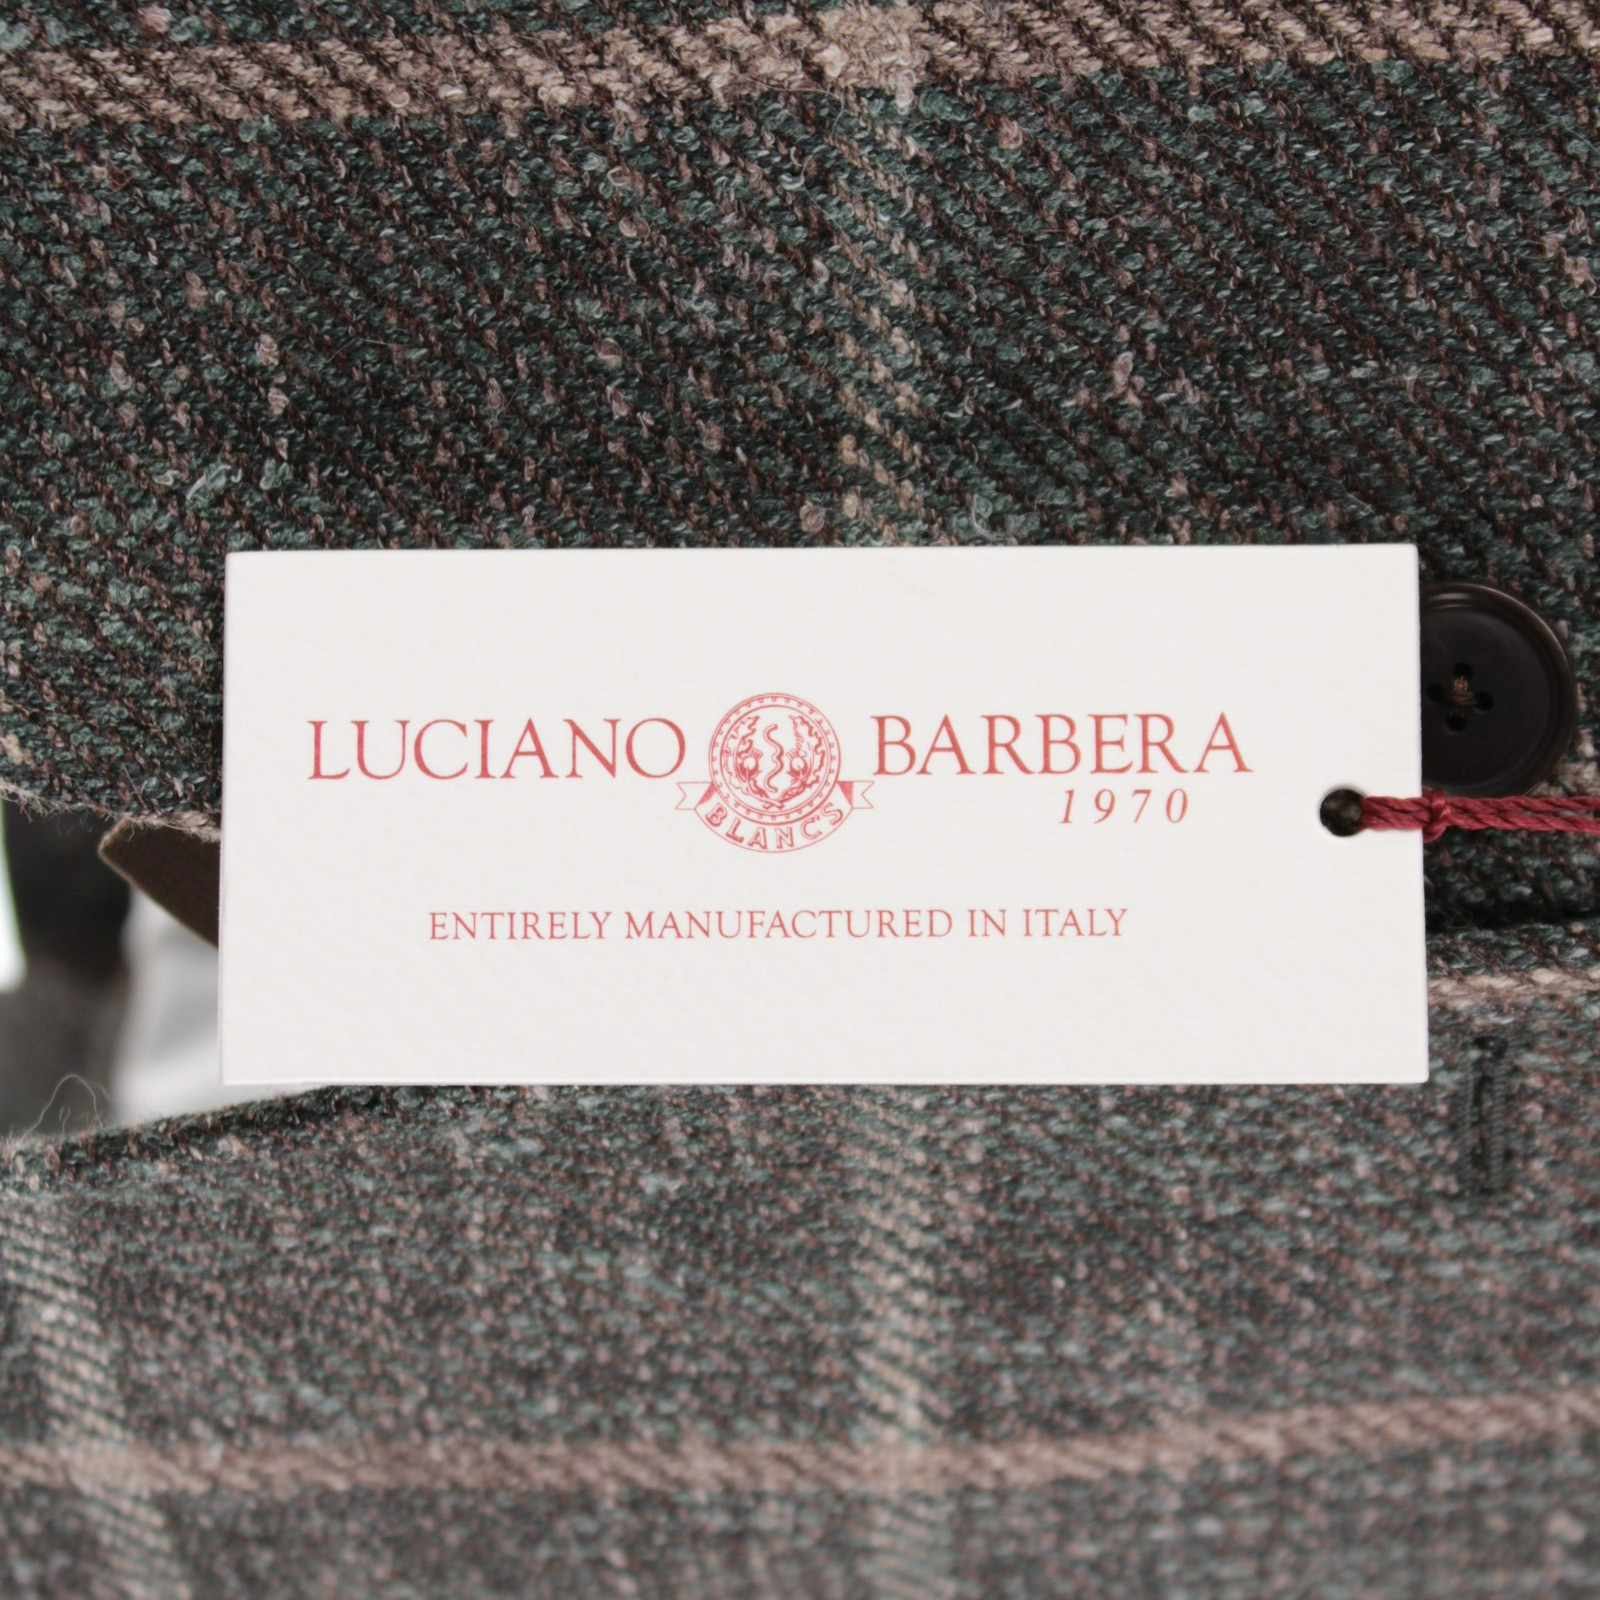 LUCIANO BARBERA
1970
BLANC'S
ENTIRELY MANUFACTURED IN ITALY